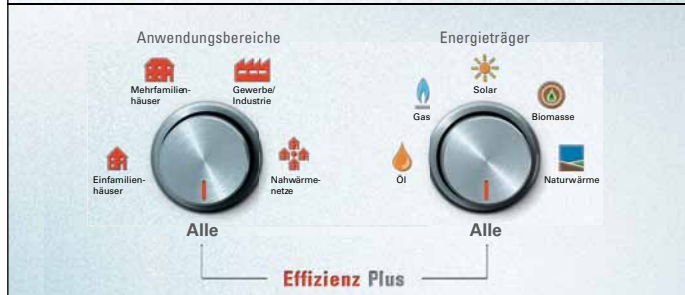 Anwendungsbereiche
Energieträger
Mehrfamilien-
häuser
Gewerbe/
Industrie
Einfamilien-
häuser
Nahwärme-
netze
Alle
Solar
Gas
Biomasse
Öl
Naturwärme
Alle
Effizienz Plus